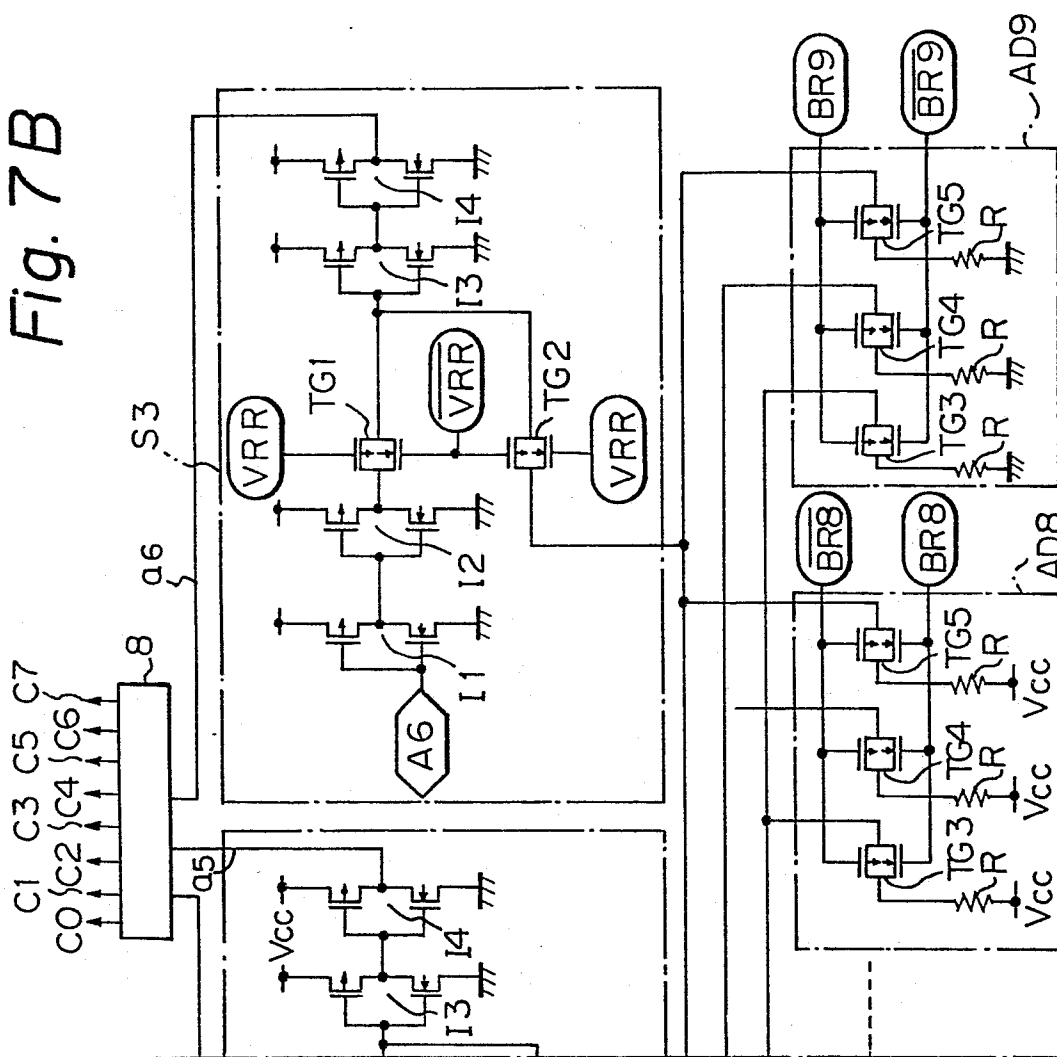 Fig. 7B
C0 C1 C2 C3 C4 C5 C6 C7
8
a5
a6
S3
Vcc
I3
I4
A6
I1
I2
VRR
TG1
VRR
TG2
VRR
I3
I4
BR8
BR8
AD8
TG3
R
Vcc
TG4
R
Vcc
TG5
R
Vcc
BR9
BR9
AD9
TG3
R
TG4
R
TG5
R